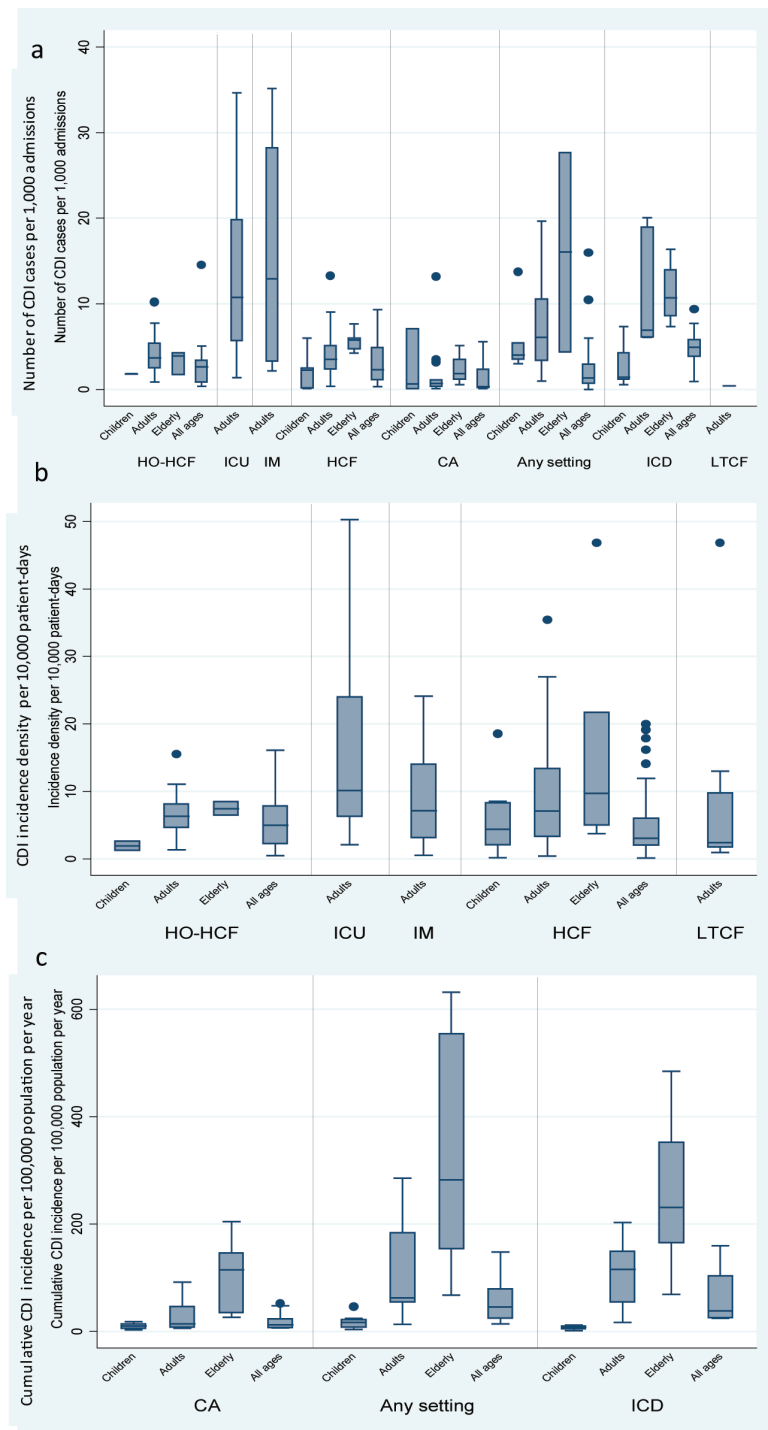 a
Number of CDI cases per 1,000 admissions
Number of CDI cases per 1,000 admissions
40
30
20
10
0
Children Adults Elderly All ages Adults Adults Children Adults Elderly All ages Children Adults Elderly All ages Children Adults Elderly All ages Children Adults Elderly All ages Adults
HO-HCF ICU IM HCF CA Any setting ICD LTCF
b
CDI incidence density per 10,000 patient-days
Incidence density per 10,000 patient-days
50
40
30
20
10
0
Children Adults Elderly All ages Adults Adults Children Adults Elderly All ages Adults
HO-HCF ICU IM HCF LTCF
c
Cumulative CDI incidence per 100,000 population per year
Cumulative CDI incidence per 100,000 population per year
600
400
200
0
Children Adults Elderly All ages Children Adults Elderly All ages Children Adults Elderly All ages
CA Any setting ICD